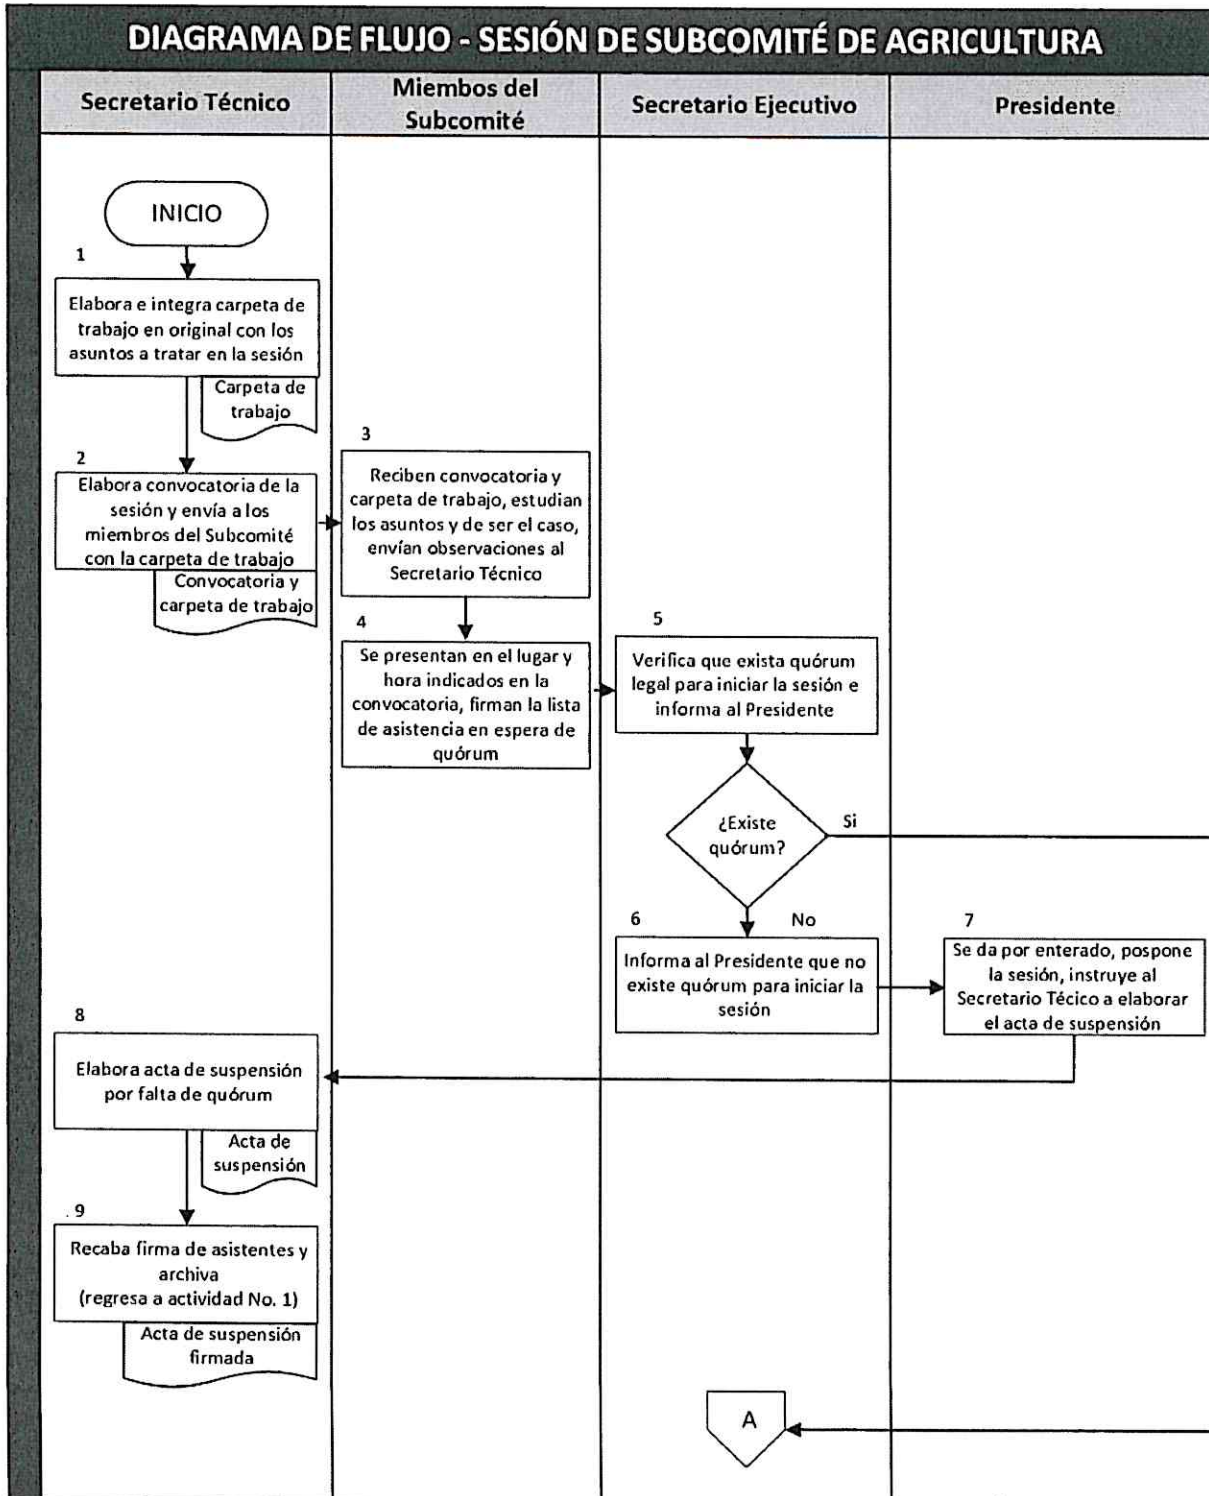 DIAGRAMA DE FLUJO - SESIÓN DE SUBCOMITÉ DE AGRICULTURA
Secretario Técnico
Miembos del
Subcomité
Secretario Ejecutivo
Presidente
INICIO
1
Elabora e integra carpeta de
trabajo en original con los
asuntos a tratar en la sesión
Carpeta de
trabajo
2
Elabora convocatoria de la
sesión y envía a los
miembros del Subcomité
con la carpeta de trabajo
Convocatoria y
carpeta de trabajo
3
Reciben convocatoria y
carpeta de trabajo, estudian
los asuntos y de ser el caso,
envían observaciones al
Secretario Técnico
4
Se presentan en el lugar y
hora indicados en la
convocatoria, firman la lista
de asistencia en espera de
quórum
5
Verifica que exista quórum
legal para iniciar la sesión e
informa al Presidente
¿Existe
quórum?
Si
No
6
Informa al Presidente que no
existe quórum para iniciar la
sesión
7
Se da por enterado, pospone
la sesión, instruye al
Secretario Técico a elaborar
el acta de suspensión
8
Elabora acta de suspensión
por falta de quórum
Acta de
suspensión
9
Recaba firma de asistentes y
archiva
(regresa a actividad No. 1)
Acta de suspensión
firmada
A